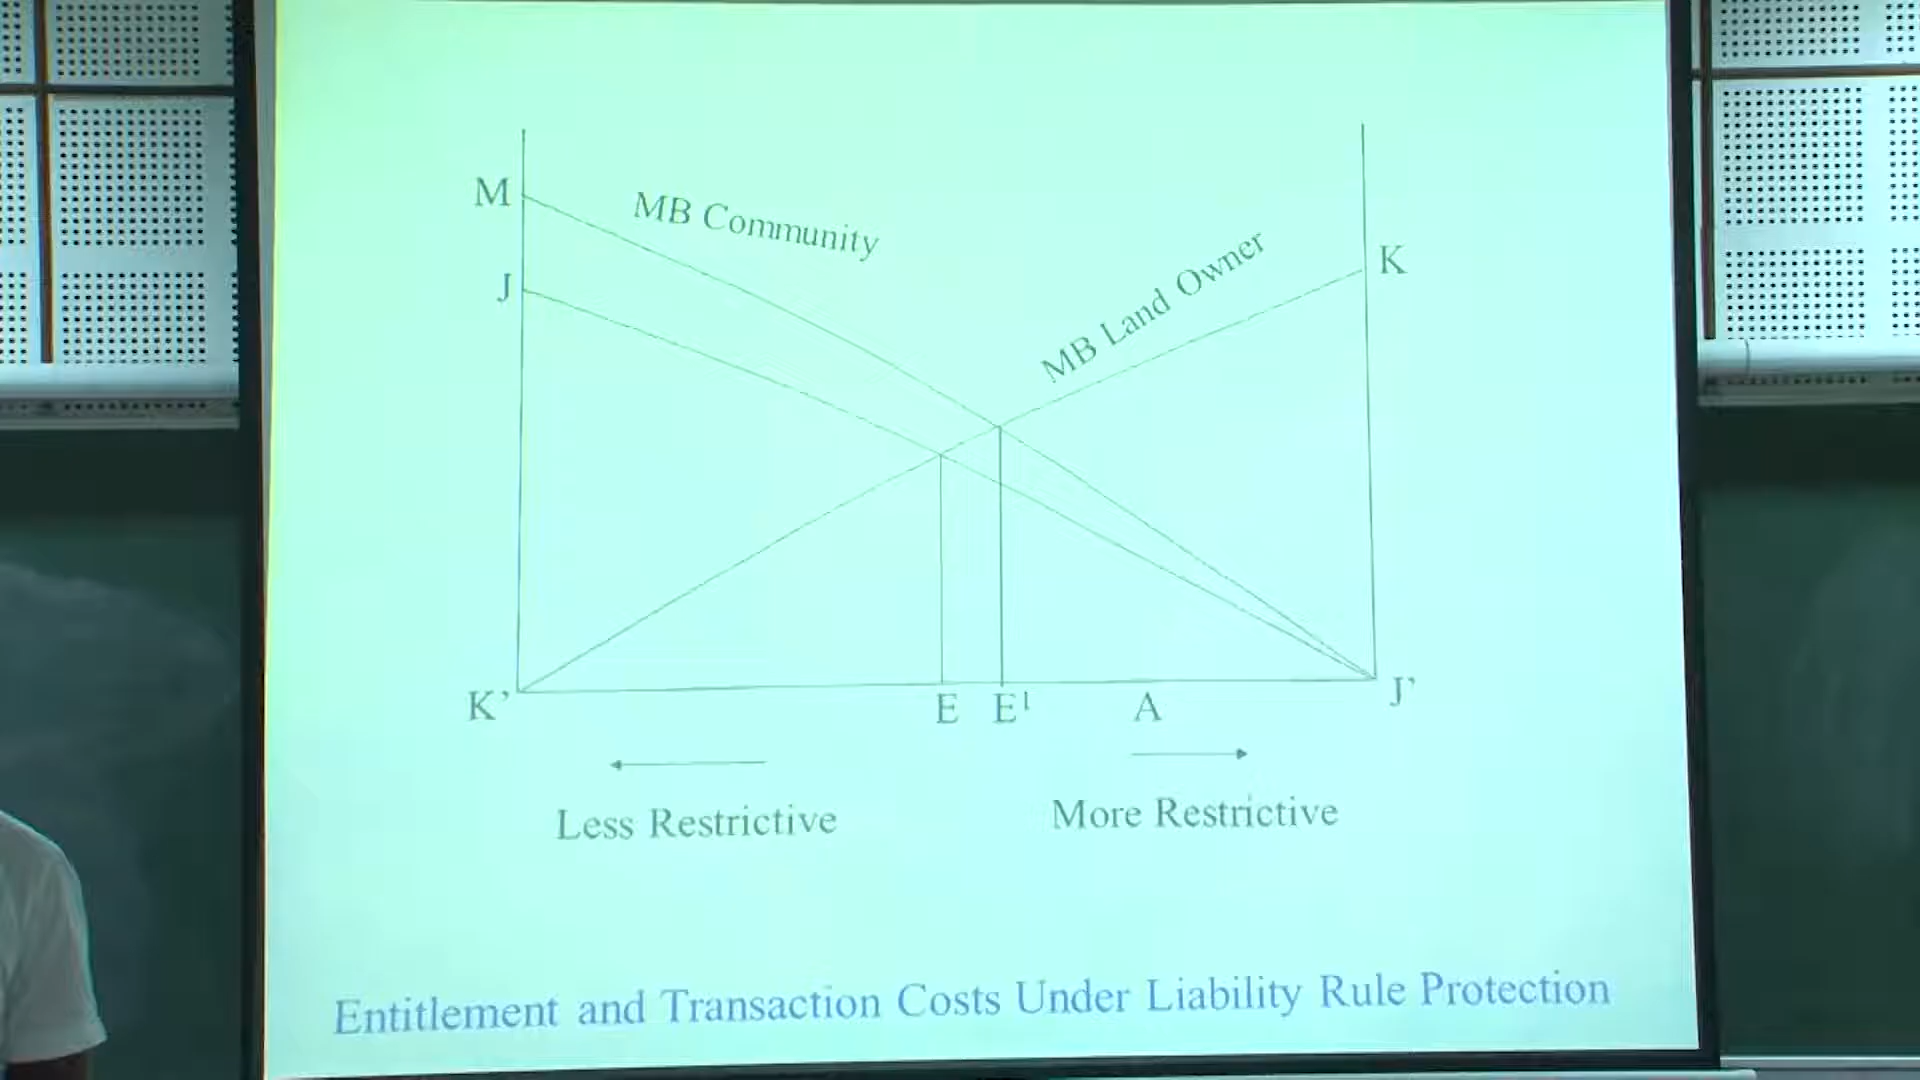 M
MB Community
J
MB Land Owner
K
K’
E
E¹
A
J’
Less Restrictive
More Restrictive
Entitlement and Transaction Costs Under Liability Rule Protection